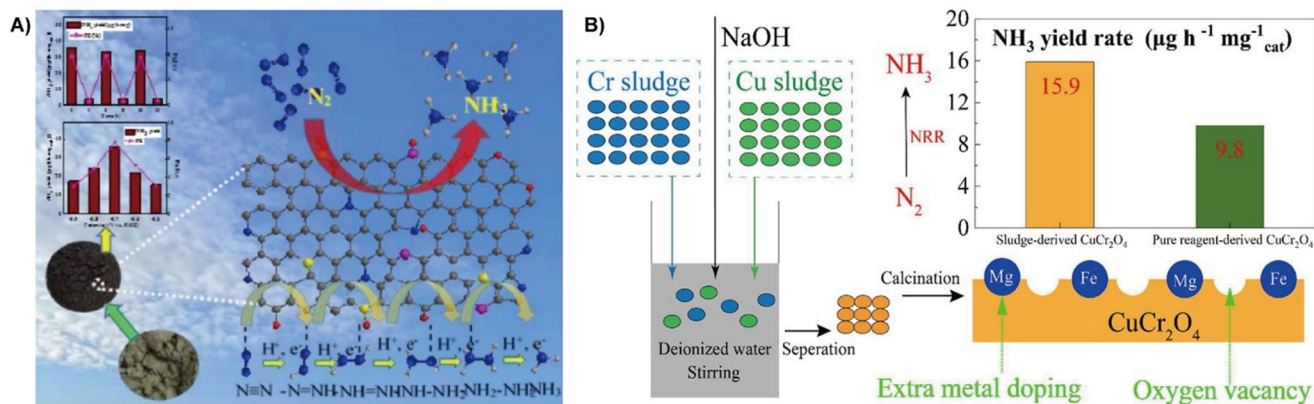 A)
N₂
NH₃
H⁺, e⁻ H⁺, e⁻ H⁺, e⁻ H⁺, e⁻ H⁺, e⁻
N≡N -N=NH -NH=NH -NH-NH₂ NH₂-NH₂ NH₃
B)
NaOH
Cr sludge
Cu sludge
Deionized water
Stirring
Seperation
Calcination
NH₃
NRR
N₂
NH₃ yield rate (μg h ⁻¹ mg⁻¹cat)
20
16
12
8
4
0
15.9
9.8
Sludge-derived CuCr₂O₄
Pure reagent-derived CuCr₂O₄
Mg Fe Mg Fe
CuCr₂O₄
Extra metal doping
Oxygen vacancy